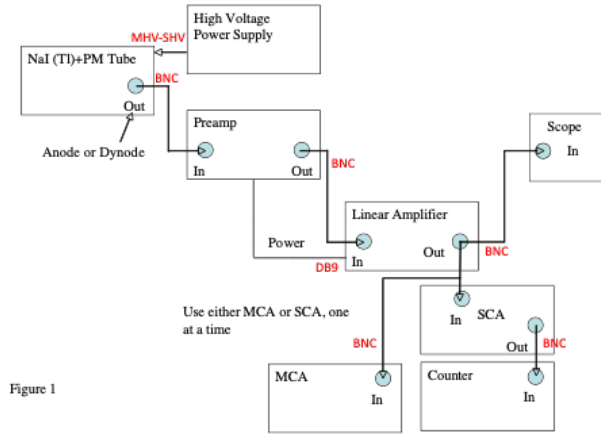 High Voltage
Power Supply
MHV-SHV
NaI (Tl)+PM Tube
BNC
Out
Anode or Dynode
Preamp
In
Out
BNC
Scope
In
Linear Amplifier
Power
In
Out
BNC
DB9
Use either MCA or SCA, one
at a time
In
SCA
Out
BNC
BNC
MCA
In
Counter
In
Figure 1